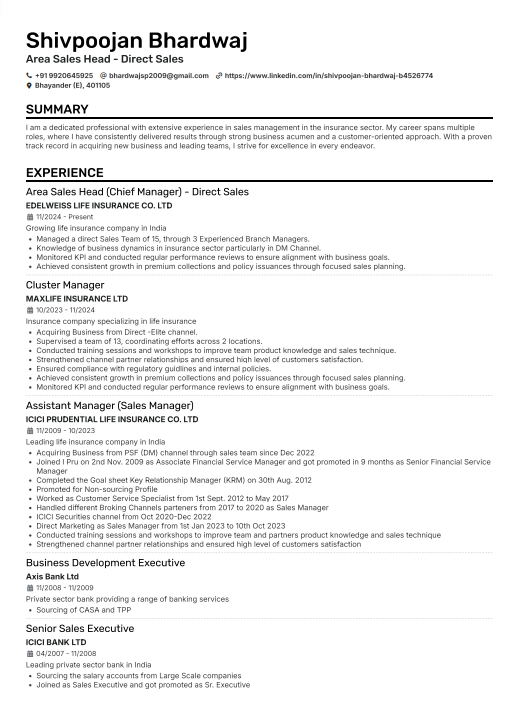 Shivpoojan Bhardwaj
Area Sales Head - Direct Sales
+91 9920645925 bhardwajsp2009@gmail.com https://www.linkedin.com/in/shivpoojan-bhardwaj-b4526774
Bhayander (E), 401105
SUMMARY
I am a dedicated professional with extensive experience in sales management in the insurance sector. My career spans multiple
roles, where I have consistently delivered results through strong business acumen and a customer-oriented approach. With a proven
track record in acquiring new business and leading teams, I strive for excellence in every endeavor.
EXPERIENCE
Area Sales Head (Chief Manager) - Direct Sales
EDELWEISS LIFE INSURANCE CO. LTD
11/2024 - Present
Growing life insurance company in India
• Managed a direct Sales Team of 15, through 3 Experienced Branch Managers.
• Knowledge of business dynamics in insurance sector particularly in DM Channel.
• Monitored KPI and conducted regular performance reviews to ensure alignment with business goals.
• Achieved consistent growth in premium collections and policy issuances through focused sales planning.
Cluster Manager
MAXLIFE INSURANCE LTD
10/2023 - 11/2024
Insurance company specializing in life insurance
• Acquiring Business from Direct -Elite channel.
• Supervised a team of 13, coordinating efforts across 2 locations.
• Conducted training sessions and workshops to improve team product knowledge and sales technique.
• Strengthened channel partner relationships and ensured high level of customers satisfaction.
• Ensured compliance with regulatory guidlines and internal policies.
• Achieved consistent growth in premium collections and policy issuances through focused sales planning.
• Monitored KPI and conducted regular performance reviews to ensure alignment with business goals.
Assistant Manager (Sales Manager)
ICICI PRUDENTIAL LIFE INSURANCE CO. LTD
11/2009 - 10/2023
Leading life insurance company in India
• Acquiring Business from PSF (DM) channel through sales team since Dec 2022
• Joined I Pru on 2nd Nov. 2009 as Associate Financial Service Manager and got promoted in 9 months as Senior Financial Service
Manager
• Completed the Goal sheet Key Relationship Manager (KRM) on 30th Aug. 2012
• Promoted for Non-sourcing Profile
• Worked as Customer Service Specialist from 1st Sept. 2012 to May 2017
• Handled different Broking Channels parteners from 2017 to 2020 as Sales Manager
• ICICI Securities channel from Oct 2020-Dec 2022
• Direct Marketing as Sales Manager from 1st Jan 2023 to 10th Oct 2023
• Conducted training sessions and workshops to improve team and partners product knowledge and sales technique
• Strengthened channel partner relationships and ensured high level of customers satisfaction
Business Development Executive
Axis Bank Ltd
11/2008 - 11/2009
Private sector bank providing a range of banking services
• Sourcing of CASA and TPP
Senior Sales Executive
ICICI BANK LTD
04/2007 - 11/2008
Leading private sector bank in India
• Sourcing the salary accounts from Large Scale companies
• Joined as Sales Executive and got promoted as Sr. Executive